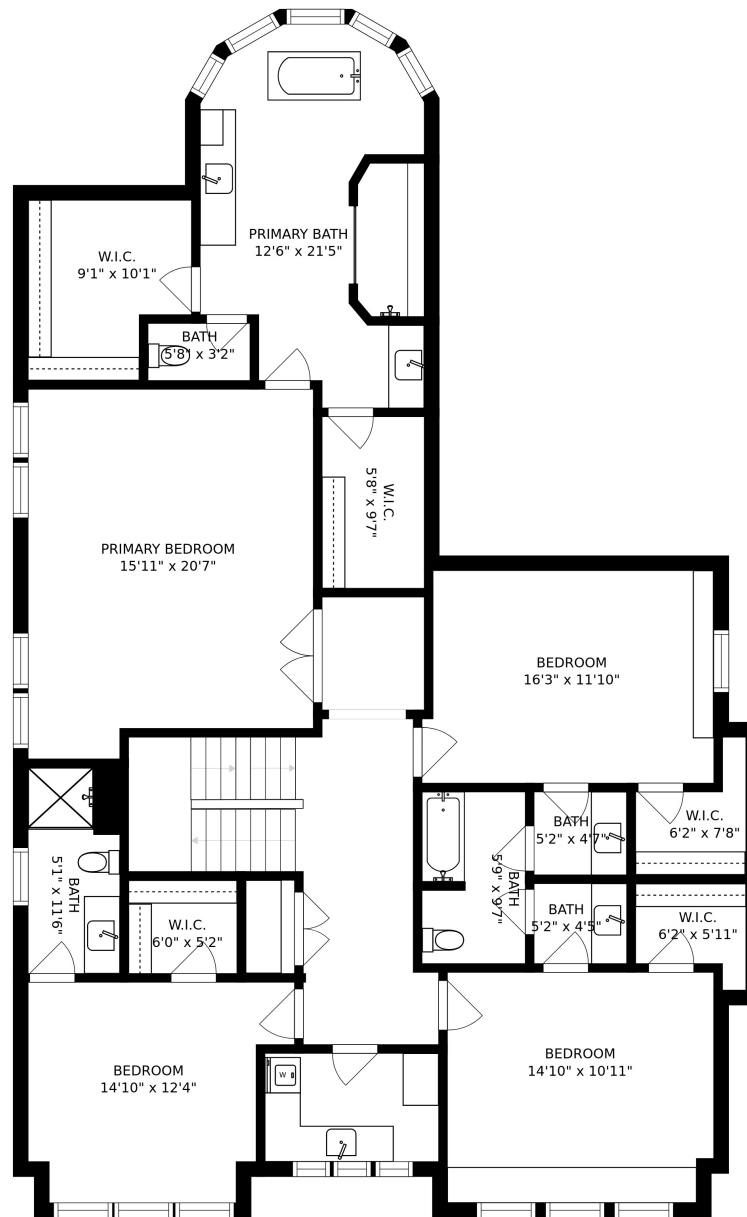 PRIMARY BATH
12'6" x 21'5"
W.I.C.
9'1" x 10'1"
BATH
5'8" x 3'2"
W.I.C.
5'8" x 9'7"
PRIMARY BEDROOM
15'11" x 20'7"
BEDROOM
16'3" x 11'10"
BATH
5'2" x 4'7"
W.I.C.
6'2" x 7'8"
BATH
5'9" x 9'7"
BATH
5'1" x 11'6"
W.I.C.
6'0" x 5'2"
BATH
5'2" x 4'5"
W.I.C.
6'2" x 5'11"
BEDROOM
14'10" x 12'4"
BEDROOM
14'10" x 10'11"
W